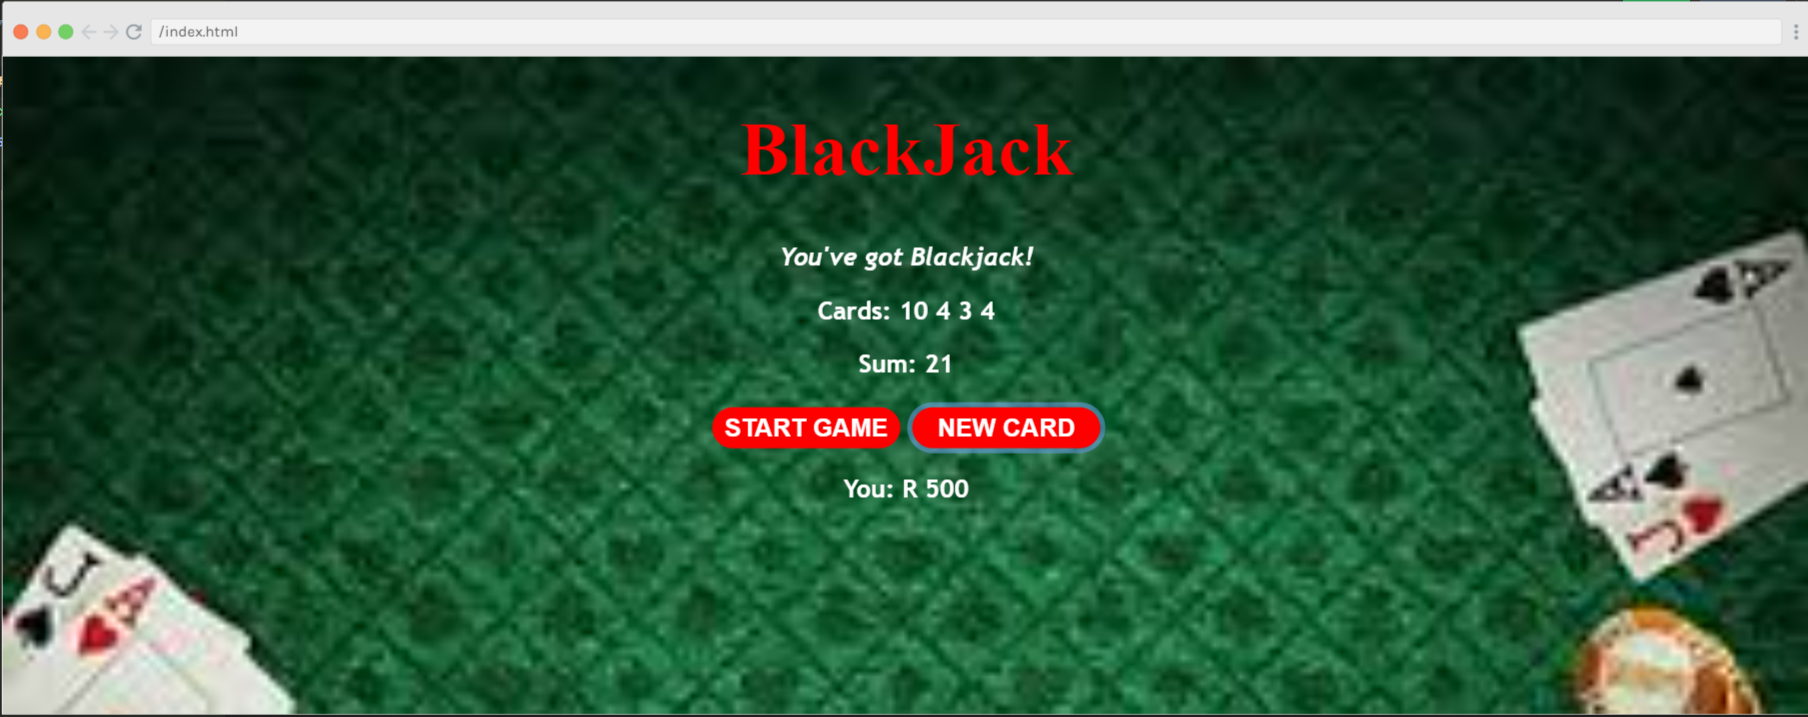 /index.html
BlackJack
You've got Blackjack!
Cards: 10 4 3 4
Sum: 21
START GAME NEW CARD
You: R 500
A
A
J
J
A